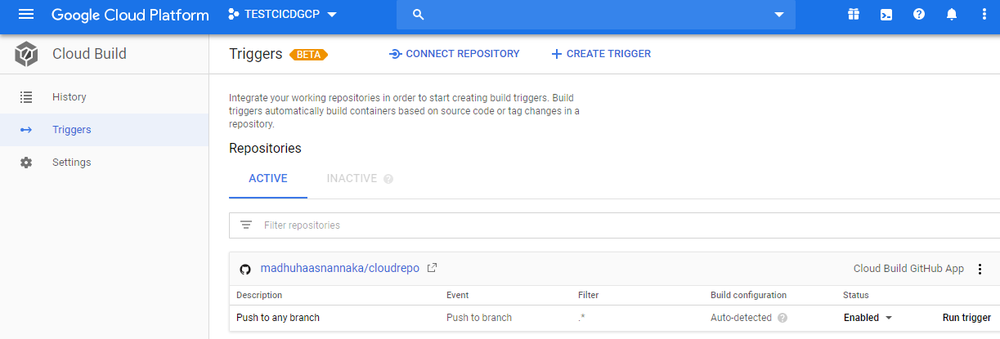 Google Cloud Platform TESTCICDGCP
Cloud Build
Triggers BETA CONNECT REPOSITORY CREATE TRIGGER
History
Triggers
Settings
Integrate your working repositories in order to start creating build triggers. Build
triggers automatically build containers based on source code or tag changes in a
repository.
Repositories
ACTIVE INACTIVE
Filter repositories
madhuhaasnannaka/cloudrepo Cloud Build GitHub App
Description Event Filter Build configuration Status
Push to any branch Push to branch .* Auto-detected Enabled Run trigger